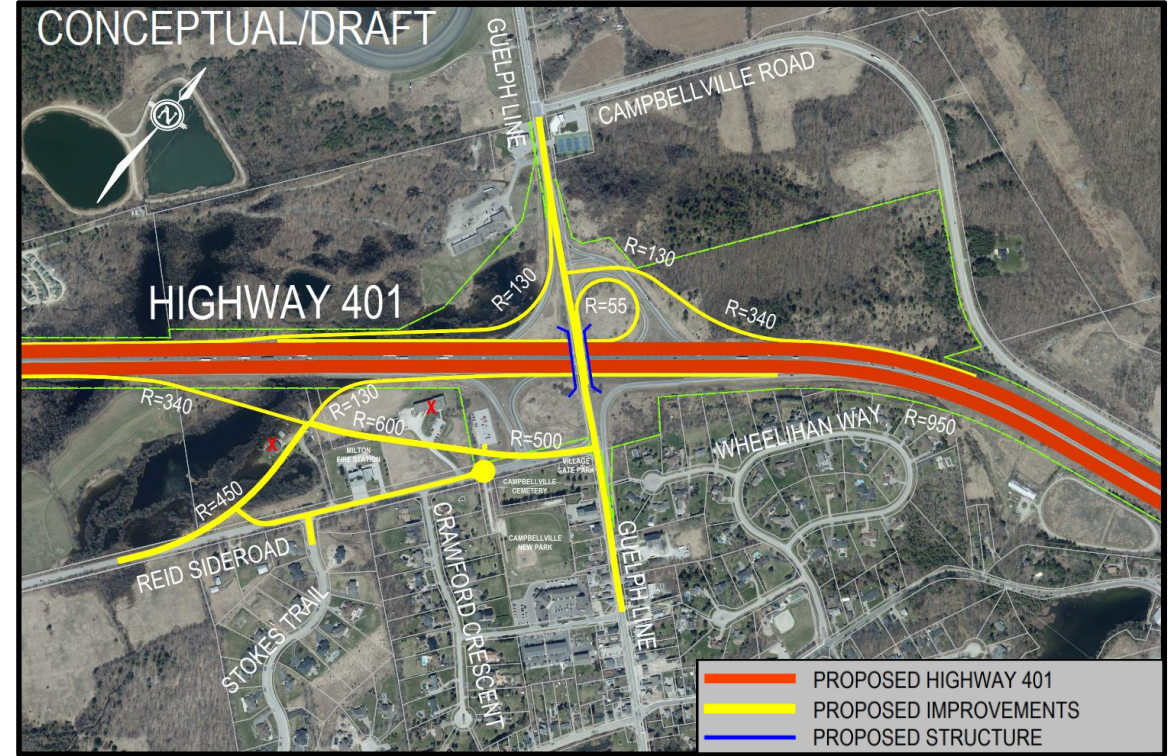 CONCEPTUAL/DRAFT
GUELPH LINE
CAMPBELLVILLE ROAD
N
HIGHWAY 401
R=130
R=130
R=55
R=340
R=340
R=130
R=600
R=500
R=450
R=950
X
X
MILTON
FIRE STATION
VILLAGE
GATE PARK
CAMPBELLVILLE
CEMETERY
CAMPBELLVILLE
NEW PARK
WHEELIHAN WAY
REID SIDEROAD
STOKES TRAIL
CRAWFORD CRESCENT
GUELPH LINE
PROPOSED HIGHWAY 401
PROPOSED IMPROVEMENTS
PROPOSED STRUCTURE